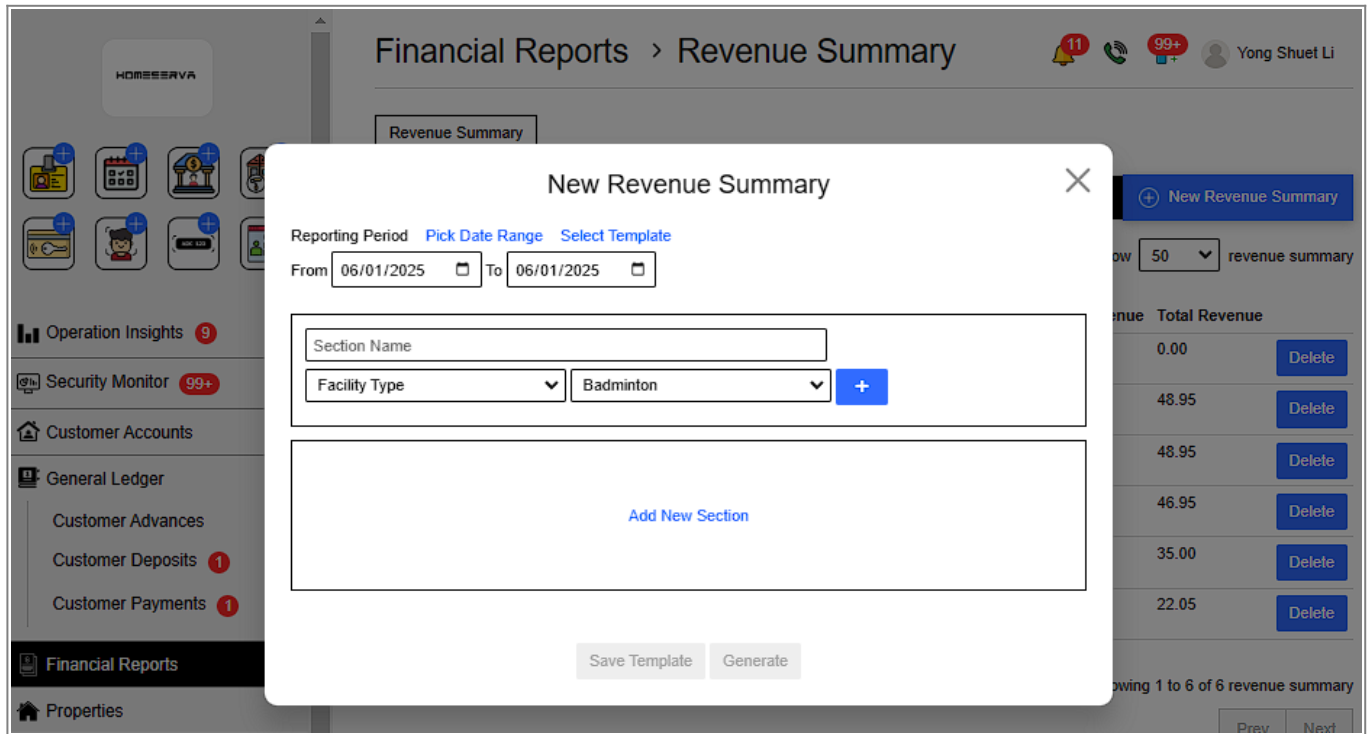 HOMESERVA
Financial Reports > Revenue Summary
11
99+
Yong Shuet Li
Revenue Summary
New Revenue Summary
New Revenue Summary
Reporting Period Pick Date Range Select Template
From 06/01/2025 To 06/01/2025
50 revenue summary
Total Revenue
Section Name
Facility Type Badminton +
Add New Section
Save Template Generate
Operation Insights 9
Security Monitor 99+
Customer Accounts
General Ledger
Customer Advances
Customer Deposits 1
Customer Payments 1
Financial Reports
Properties
0.00 Delete
48.95 Delete
48.95 Delete
46.95 Delete
35.00 Delete
22.05 Delete
1 to 6 of 6 revenue summary
Prev Next